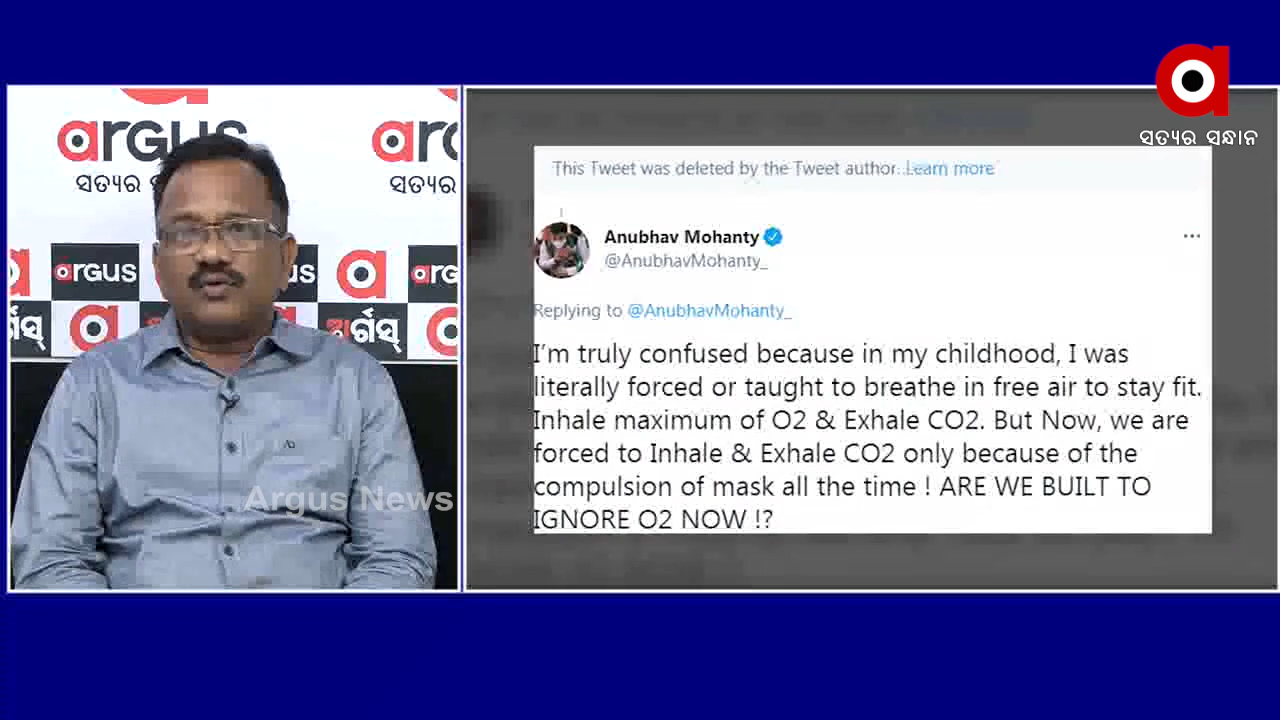 ସତ୍ୟର ସନ୍ଧାନ
argus
ସତ୍ୟର ସ
arg
ସତ୍ୟର
argus
argus
arg
ଆର୍ଗସ୍
Argus News
This Tweet was deleted by the Tweet author. Learn more
Anubhav Mohanty
@AnubhavMohanty_
Replying to @AnubhavMohanty_
I'm truly confused because in my childhood, I was
literally forced or taught to breathe in free air to stay fit.
Inhale maximum of O2 & Exhale CO2. But Now, we are
forced to Inhale & Exhale CO2 only because of the
compulsion of mask all the time ! ARE WE BUILT TO
IGNORE O2 NOW !?